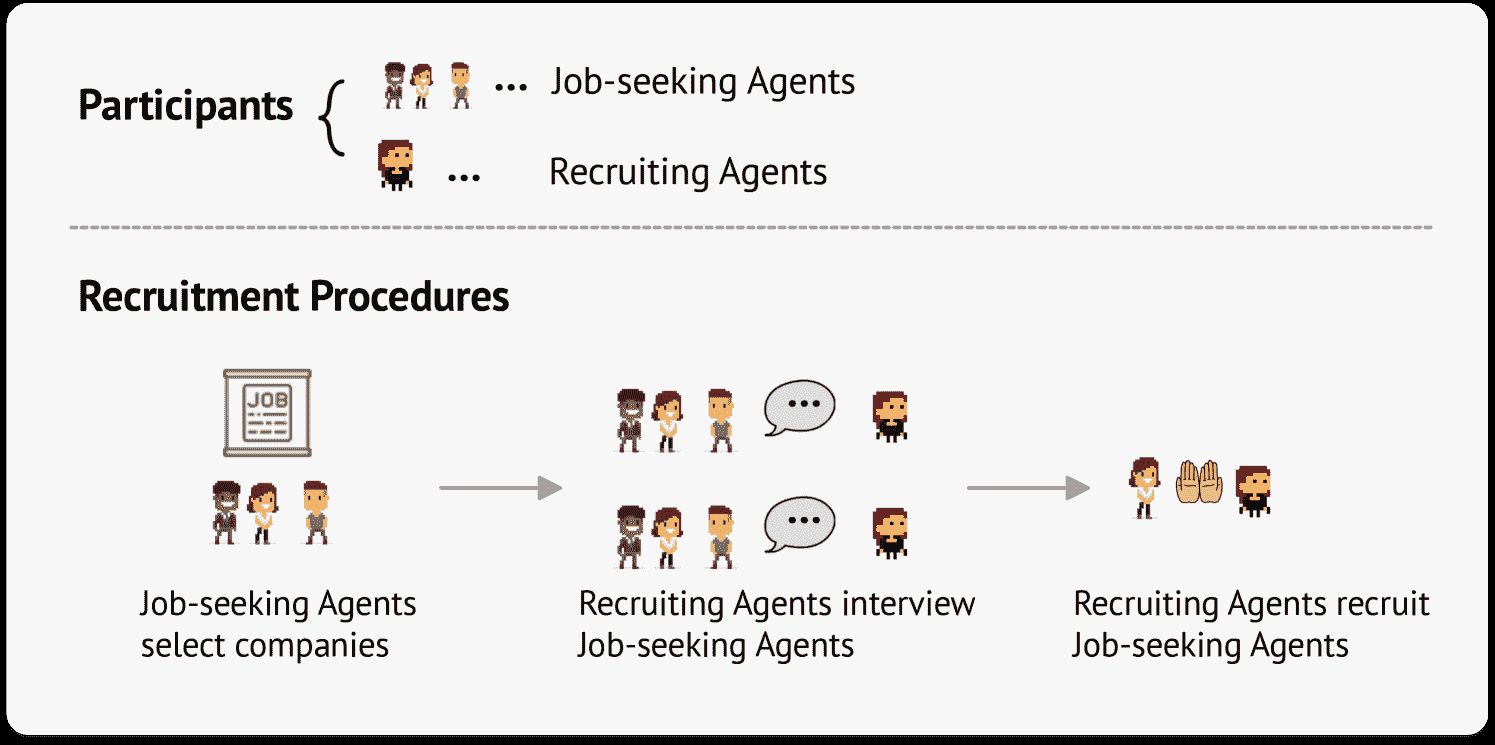 Participants
... Job-seeking Agents
... Recruiting Agents
Recruitment Procedures
JOB
...
...
Job-seeking Agents
select companies
Recruiting Agents interview
Job-seeking Agents
Recruiting Agents recruit
Job-seeking Agents